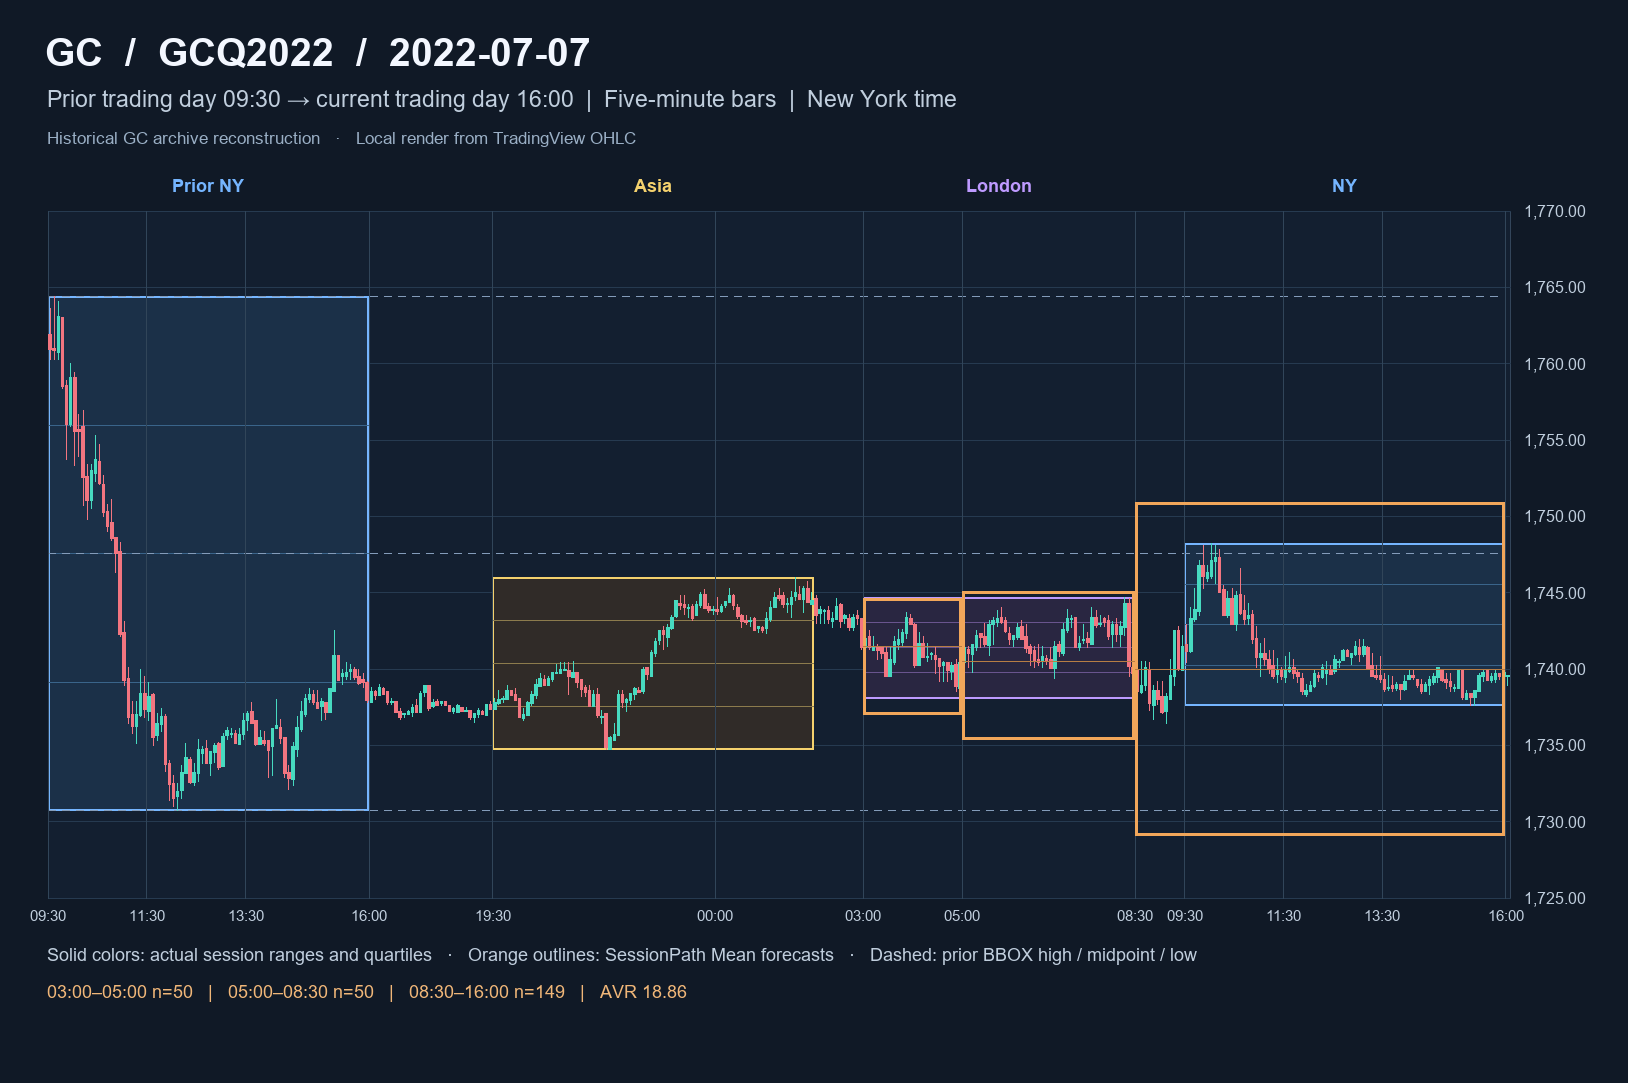 GC / GCQ2022 / 2022-07-07
Prior trading day 09:30 → current trading day 16:00 | Five-minute bars | New York time
Historical GC archive reconstruction · Local render from TradingView OHLC
Prior NY Asia London NY
1,770.00
1,765.00
1,760.00
1,755.00
1,750.00
1,745.00
1,740.00
1,735.00
1,730.00
1,725.00
09:30 11:30 13:30 16:00 19:30 00:00 03:00 05:00 08:30 09:30 11:30 13:30 16:00
Solid colors: actual session ranges and quartiles · Orange outlines: SessionPath Mean forecasts · Dashed: prior BBOX high / midpoint / low
03:00–05:00 n=50 | 05:00–08:30 n=50 | 08:30–16:00 n=149 | AVR 18.86